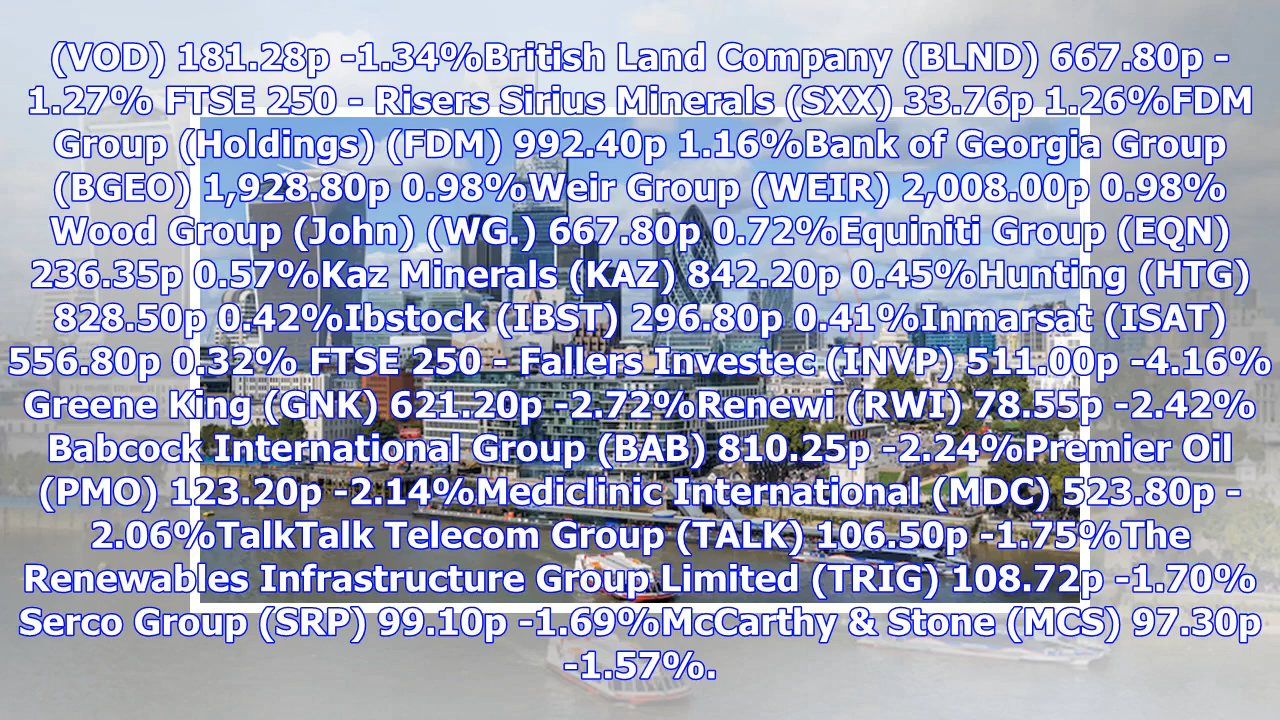 (VOD) 181.28p -1.34%British Land Company (BLND) 667.80p -
1.27% FTSE 250 - Risers Sirius Minerals (SXX) 33.76p 1.26%FDM
Group (Holdings) (FDM) 992.40p 1.16%Bank of Georgia Group
(BGEO) 1,928.80p 0.98%Weir Group (WEIR) 2,008.00p 0.98%
Wood Group (John) (WG.) 667.80p 0.72%Equiniti Group (EQN)
236.35p 0.57%Kaz Minerals (KAZ) 842.20p 0.45%Hunting (HTG)
828.50p 0.42%Ibstock (IBST) 296.80p 0.41%Inmarsat (ISAT)
556.80p 0.32% FTSE 250 - Fallers Investec (INVP) 511.00p -4.16%
Greene King (GNK) 621.20p -2.72%Renewi (RWI) 78.55p -2.42%
Babcock International Group (BAB) 810.25p -2.24%Premier Oil
(PMO) 123.20p -2.14%Mediclinic International (MDC) 523.80p -
2.06%TalkTalk Telecom Group (TALK) 106.50p -1.75%The
Renewables Infrastructure Group Limited (TRIG) 108.72p -1.70%
Serco Group (SRP) 99.10p -1.69%McCarthy & Stone (MCS) 97.30p
-1.57%.